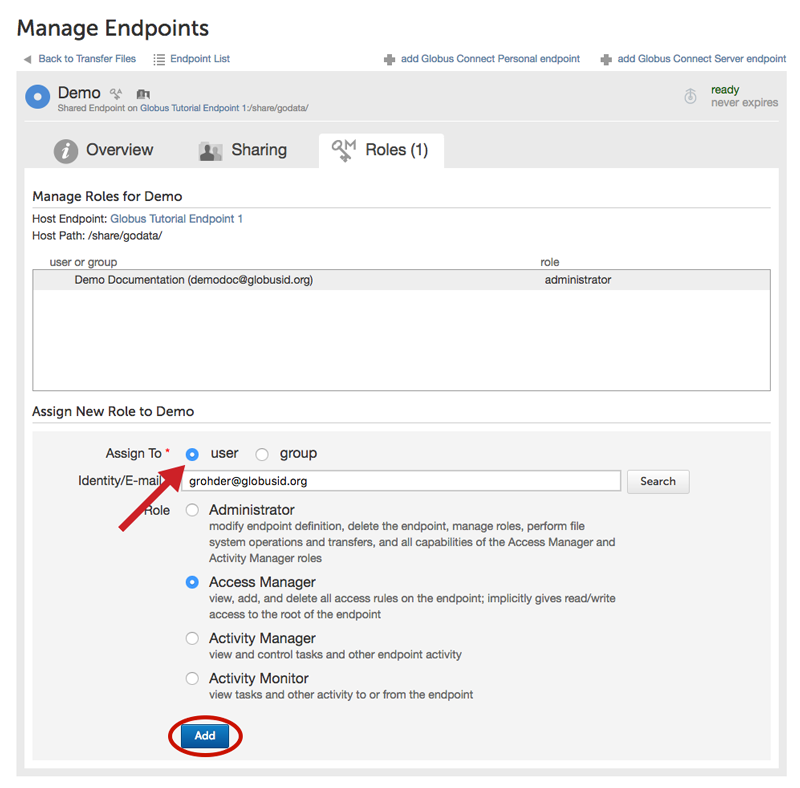 Manage Endpoints
Back to Transfer Files Endpoint List add Globus Connect Personal endpoint add Globus Connect Server endpoint
Demo
Shared Endpoint on Globus Tutorial Endpoint 1:/share/godata/
ready
never expires
Overview Sharing Roles (1)
Manage Roles for Demo
Host Endpoint: Globus Tutorial Endpoint 1
Host Path: /share/godata/
user or group role
Demo Documentation (demodoc@globusid.org) administrator
Assign New Role to Demo
Assign To * user group
Identity/E-mail grohder@globusid.org Search
Role Administrator
modify endpoint definition, delete the endpoint, manage roles, perform file
system operations and transfers, and all capabilities of the Access Manager and
Activity Manager roles
Access Manager
view, add, and delete all access rules on the endpoint; implicitly gives read/write
access to the root of the endpoint
Activity Manager
view and control tasks and other endpoint activity
Activity Monitor
view tasks and other activity to or from the endpoint
Add